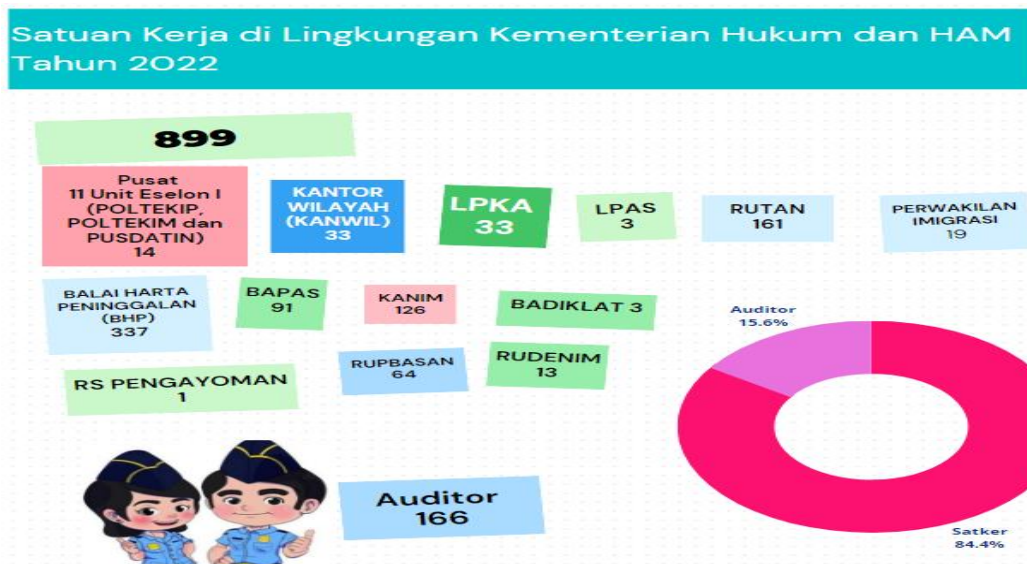 Satuan Kerja di Lingkungan Kementerian Hukum dan HAM
Tahun 2022
899
Pusat
11 Unit Eselon I
(POLTEKIP,
POLTEKIM dan
PUSDATIN)
14
KANTOR
WILAYAH
(KANWIL)
33
LPKA
33
LPAS
3
RUTAN
161
PERWAKILAN
IMIGRASI
19
BALAI HARTA
PENINGGALAN
(BHP)
337
BAPAS
91
KANIM
126
BADIKLAT 3
RS PENGAYOMAN
1
RUPBASAN
64
RUDENIM
13
Auditor
15.6%
Auditor
166
Satker
84.4%